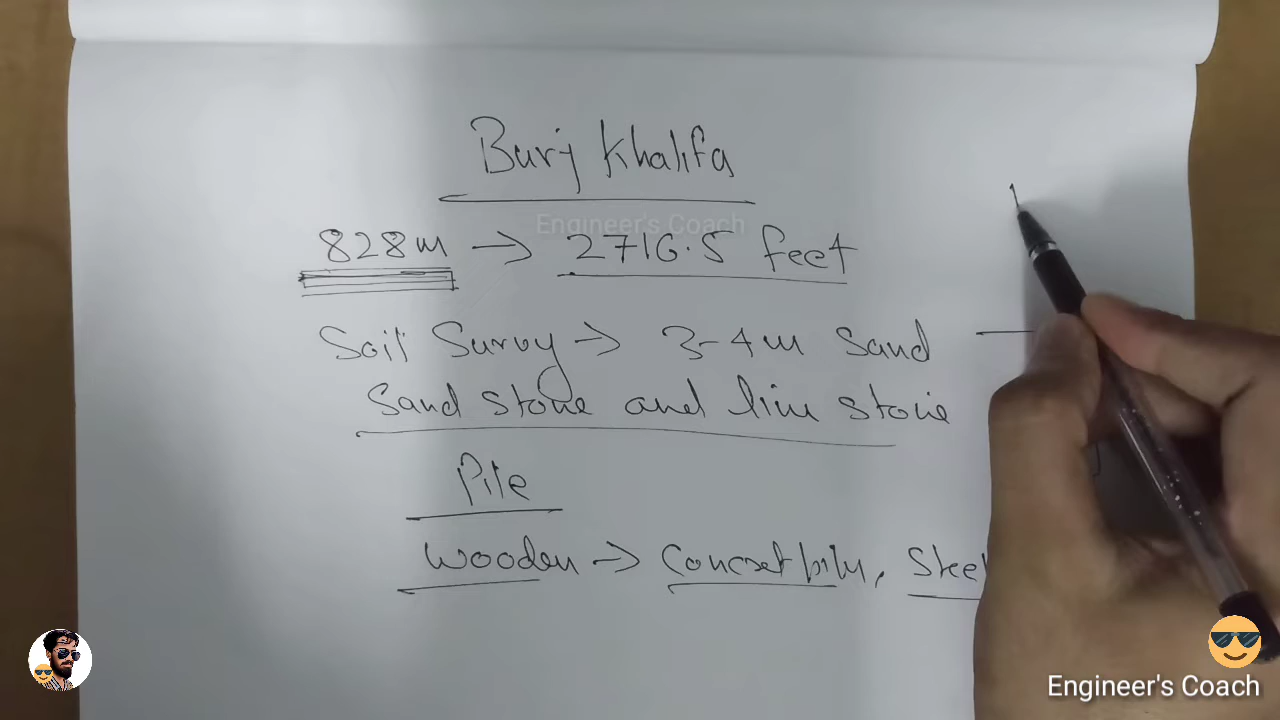 Burj Khalifa
Engineer's Coach
828m → 2716.5 feet
Soil Survy → 3-4m Sand
Sand stone and lim stone
Pile
Wooden → Concret pile, Steel
Engineer's Coach